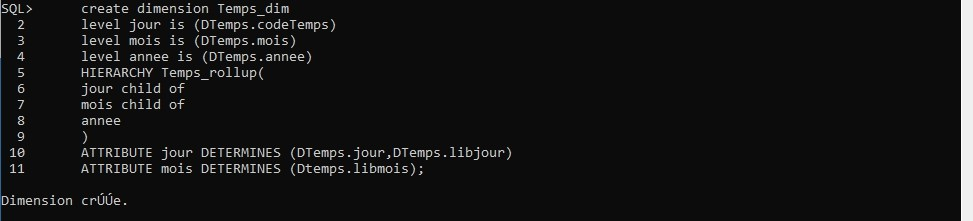 SQL> create dimension Temps_dim
2 level jour is (DTemps.codeTemps)
3 level mois is (DTemps.mois)
4 level annee is (DTemps.annee)
5 HIERARCHY Temps_rollup(
6 jour child of
7 mois child of
8 annee
9 )
10 ATTRIBUTE jour DETERMINES (DTemps.jour,DTemps.libjour)
11 ATTRIBUTE mois DETERMINES (Dtemps.libmois);
Dimension crÚÚe.